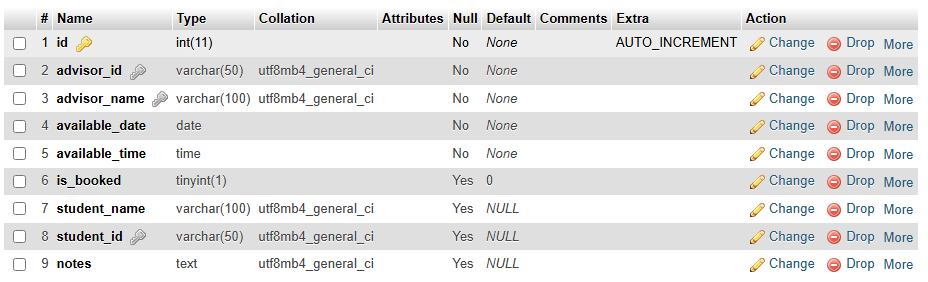 # Name Type Collation Attributes Null Default Comments Extra Action
1 id int(11) No None AUTO_INCREMENT Change Drop More
2 advisor_id varchar(50) utf8mb4_general_ci No None Change Drop More
3 advisor_name varchar(100) utf8mb4_general_ci No None Change Drop More
4 available_date date No None Change Drop More
5 available_time time No None Change Drop More
6 is_booked tinyint(1) Yes 0 Change Drop More
7 student_name varchar(100) utf8mb4_general_ci Yes NULL Change Drop More
8 student_id varchar(50) utf8mb4_general_ci Yes NULL Change Drop More
9 notes text utf8mb4_general_ci Yes NULL Change Drop More